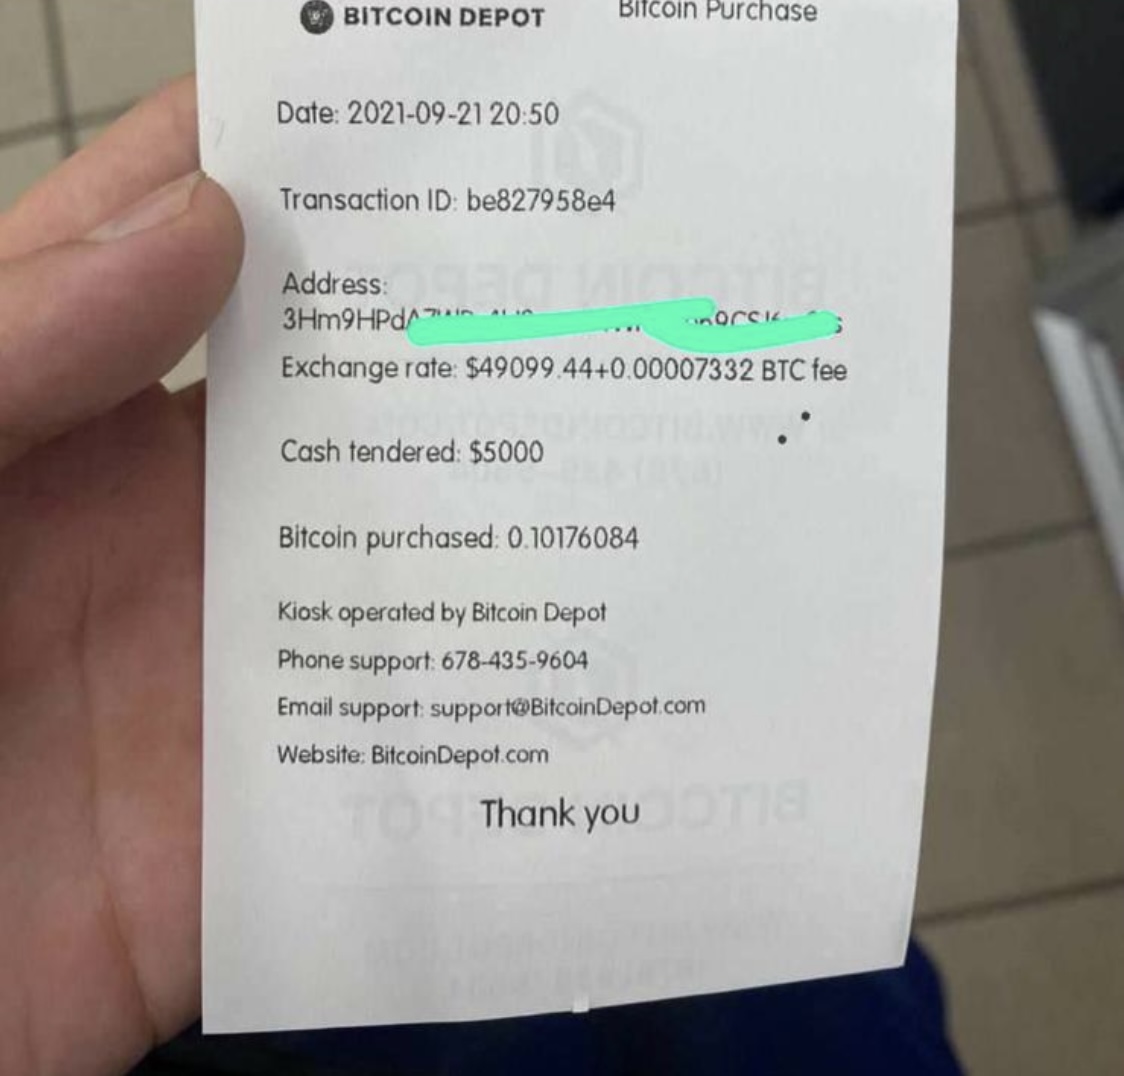 BITCOIN DEPOT
Bitcoin Purchase
Date: 2021-09-21 20:50
Transaction ID: be827958e4
Address:
Exchange rate: $49099.44+0.00007332 BTC fee
Cash tendered: $5000
Bitcoin purchased: 0.10176084
Kiosk operated by Bitcoin Depot
Phone support: 678-435-9604
Email support: support@BitcoinDepot.com
Website: BitcoinDepot.com
Thank you